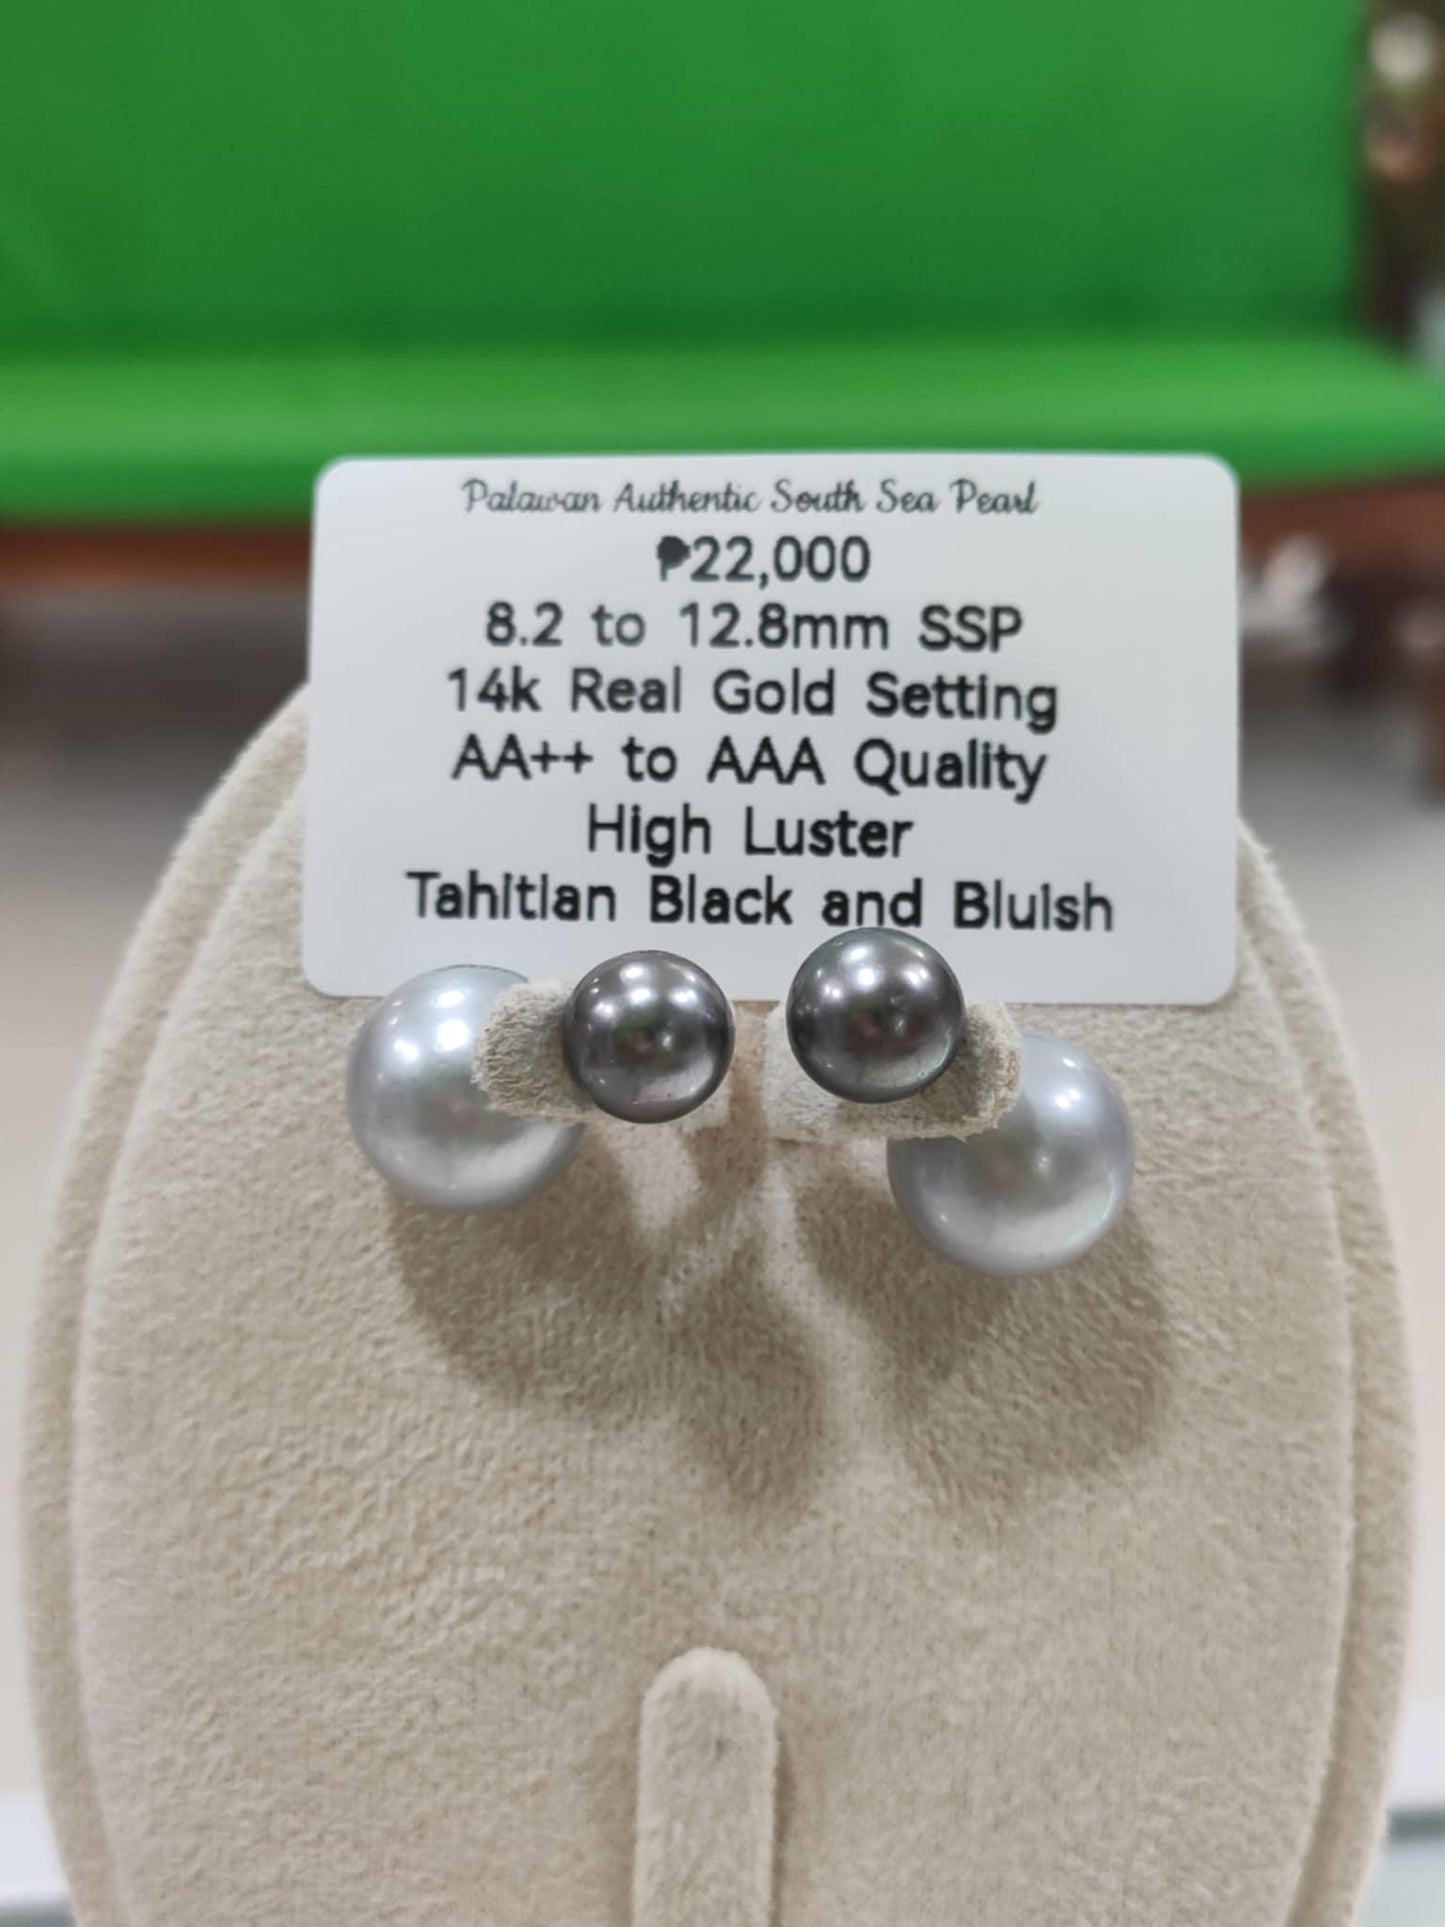 Palawan Authentic South Sea Pearl
₱22,000
8.2 to 12.8mm SSP
14k Real Gold Setting
AA++ to AAA Quality
High Luster
Tahitian Black and Bluish